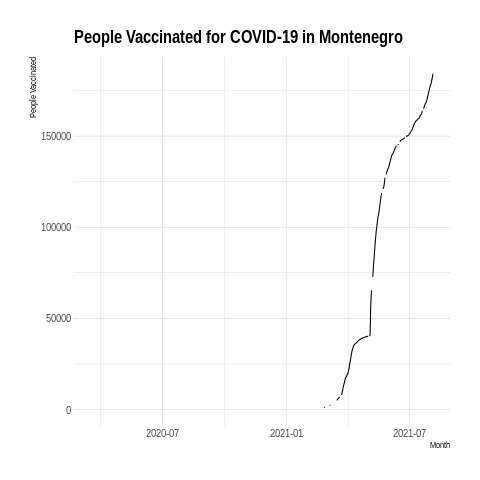 People Vaccinated for COVID-19 in Montenegro
People Vaccinated
150000
100000
50000
0
2020-07
2021-01
2021-07
Month